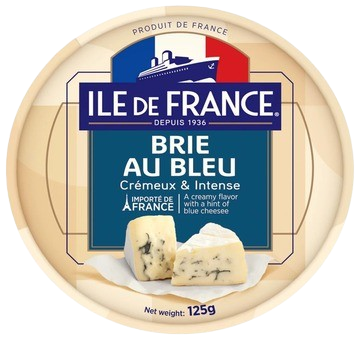 PRODUIT DE FRANCE
ILE DE FRANCE®
DEPUIS 1936
BRIE
AU BLEU
Crémeux & Intense
IMPORTÉ DE
FRANCE
A creamy flavor
with a hint of
blue cheesee
Net weight: 125g